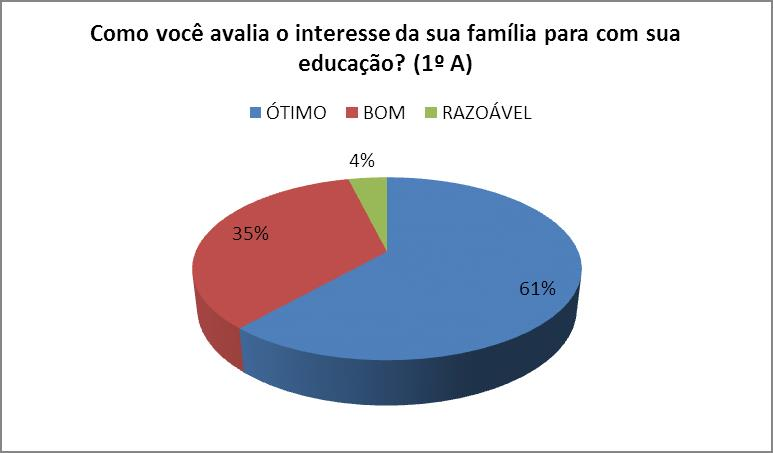 Como você avalia o interesse da sua família para com sua
educação? (1º A)
ÓTIMO BOM RAZOÁVEL
4%
35%
61%